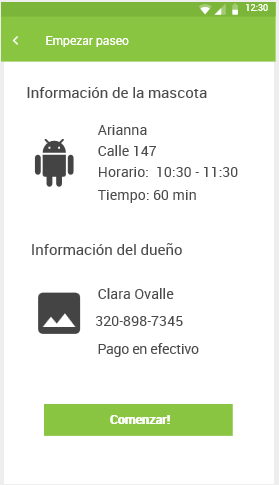 12:30
Empezar paseo
Información de la mascota
Arianna
Calle 147
Horario: 10:30 - 11:30
Tiempo: 60 min
Información del dueño
Clara Ovalle
320-898-7345
Pago en efectivo
Comenzar!